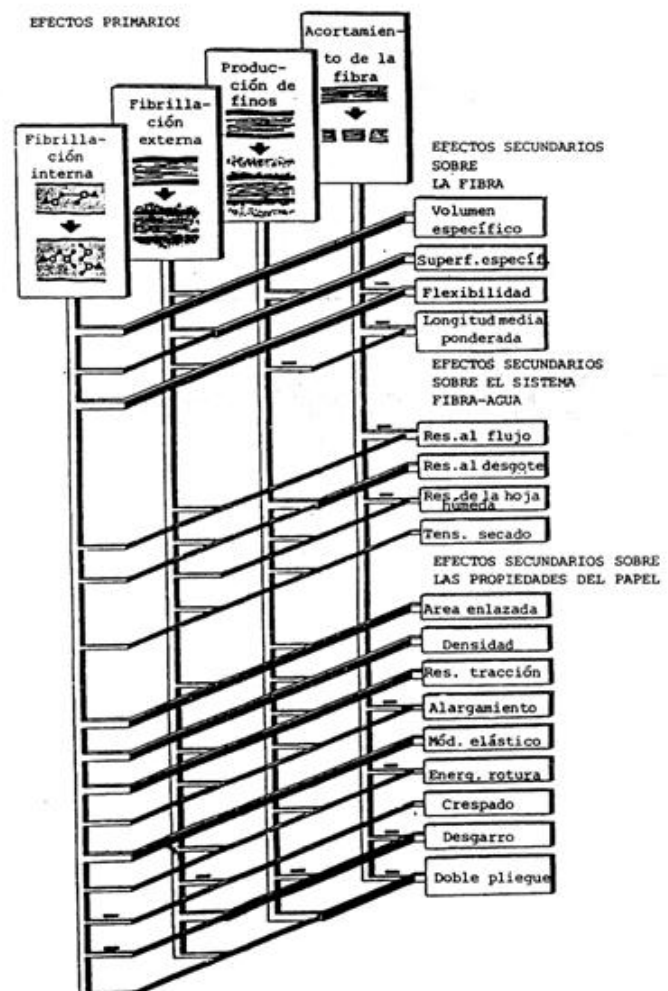 EFECTOS PRIMARIOS
Acortamien-
to de la
fibra
Produc-
ción de
finos
Fibrilla-
ción
externa
Fibrilla-
ción
interna
EFECTOS SECUNDARIOS
SOBRE
LA FIBRA
Volumen
específico
Superf.específ.
Flexibilidad
Longitud media
ponderada
EFECTOS SECUNDARIOS
SOBRE EL SISTEMA
FIBRA-AGUA
Res.al flujo
Res.al desgote
Res.de la hoja
húmeda
Tens. secado
EFECTOS SECUNDARIOS SOBRE
LAS PROPIEDADES DEL PAPEL
Area enlazada
Densidad
Res. tracción
Alargamiento
Mód. elástico
Energ. rotura
Crespado
Desgarro
Doble pliegue